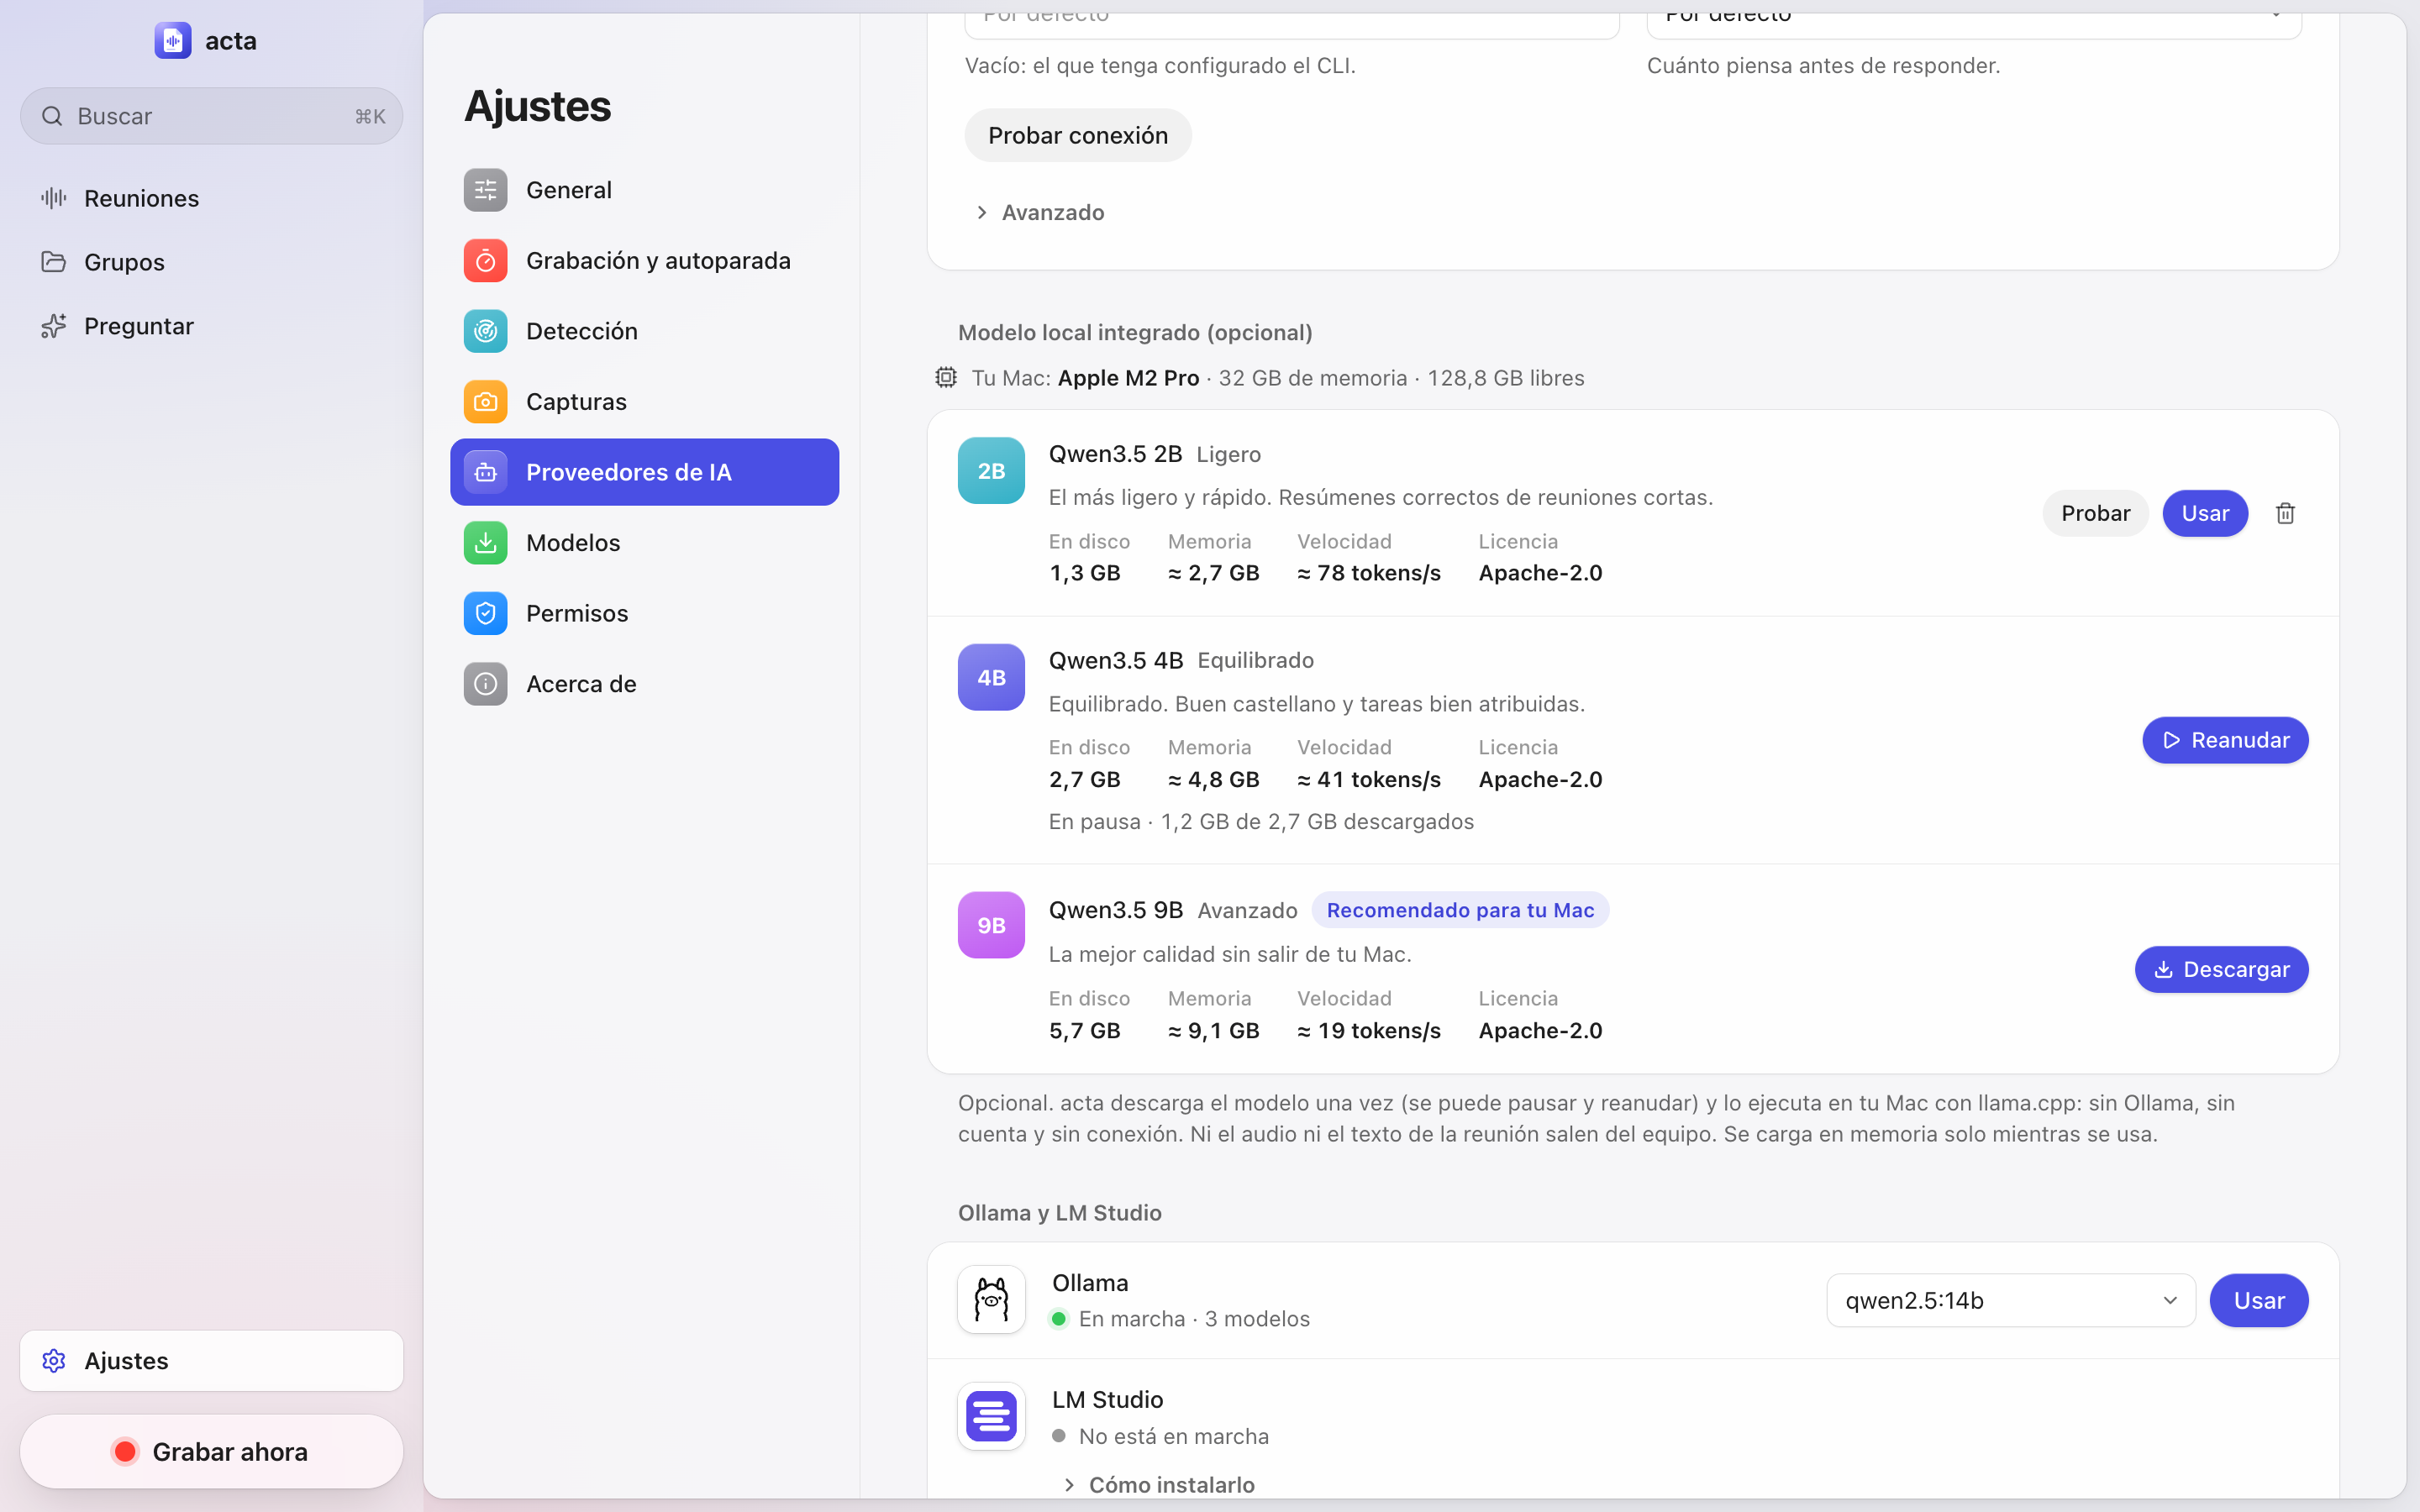 acta
Buscar ⌘K
Reuniones
Grupos
Preguntar
Ajustes
Grabar ahora
Ajustes
General
Grabación y autoparada
Detección
Capturas
Proveedores de IA
Modelos
Permisos
Acerca de
Por defecto Por defecto
Vacío: el que tenga configurado el CLI. Cuánto piensa antes de responder.
Probar conexión
Avanzado
Modelo local integrado (opcional)
Tu Mac: Apple M2 Pro · 32 GB de memoria · 128,8 GB libres
2B
Qwen3.5 2B Ligero
El más ligero y rápido. Resúmenes correctos de reuniones cortas.
En disco Memoria Velocidad Licencia
1,3 GB ≈ 2,7 GB ≈ 78 tokens/s Apache-2.0
Probar Usar
4B
Qwen3.5 4B Equilibrado
Equilibrado. Buen castellano y tareas bien atribuidas.
En disco Memoria Velocidad Licencia
2,7 GB ≈ 4,8 GB ≈ 41 tokens/s Apache-2.0
En pausa · 1,2 GB de 2,7 GB descargados
Reanudar
9B
Qwen3.5 9B Avanzado Recomendado para tu Mac
La mejor calidad sin salir de tu Mac.
En disco Memoria Velocidad Licencia
5,7 GB ≈ 9,1 GB ≈ 19 tokens/s Apache-2.0
Descargar
Opcional. acta descarga el modelo una vez (se puede pausar y reanudar) y lo ejecuta en tu Mac con llama.cpp: sin Ollama, sin
cuenta y sin conexión. Ni el audio ni el texto de la reunión salen del equipo. Se carga en memoria solo mientras se usa.
Ollama y LM Studio
Ollama
En marcha · 3 modelos
qwen2.5:14b Usar
LM Studio
No está en marcha
Cómo instalarlo